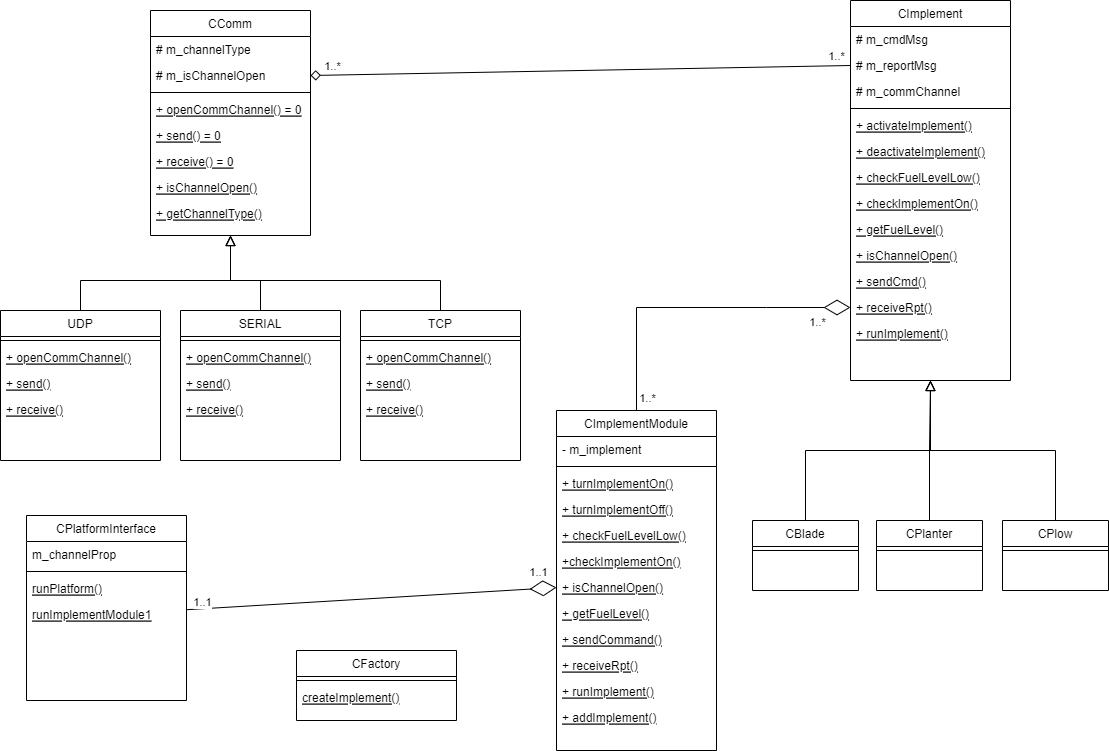 CComm
# m_channelType
# m_isChannelOpen
+ openCommChannel() = 0
+ send() = 0
+ receive() = 0
+ isChannelOpen()
+ getChannelType()
1..*
1..*
CImplement
# m_cmdMsg
# m_reportMsg
# m_commChannel
+ activateImplement()
+ deactivateImplement()
+ checkFuelLevelLow()
+ checkImplementOn()
+ getFuelLevel()
+ isChannelOpen()
+ sendCmd()
+ receiveRpt()
+ runImplement()
UDP
+ openCommChannel()
+ send()
+ receive()
SERIAL
+ openCommChannel()
+ send()
+ receive()
TCP
+ openCommChannel()
+ send()
+ receive()
1..*
1..*
CImplementModule
- m_implement
+ turnImplementOn()
+ turnImplementOff()
+ checkFuelLevelLow()
+checkImplementOn()
+ isChannelOpen()
+ getFuelLevel()
+ sendCommand()
+ receiveRpt()
+ runImplement()
+ addImplement()
CBlade
CPlanter
CPlow
CPlatformInterface
m_channelProp
runPlatform()
runImplementModule1
1..1
1..1
CFactory
createImplement()